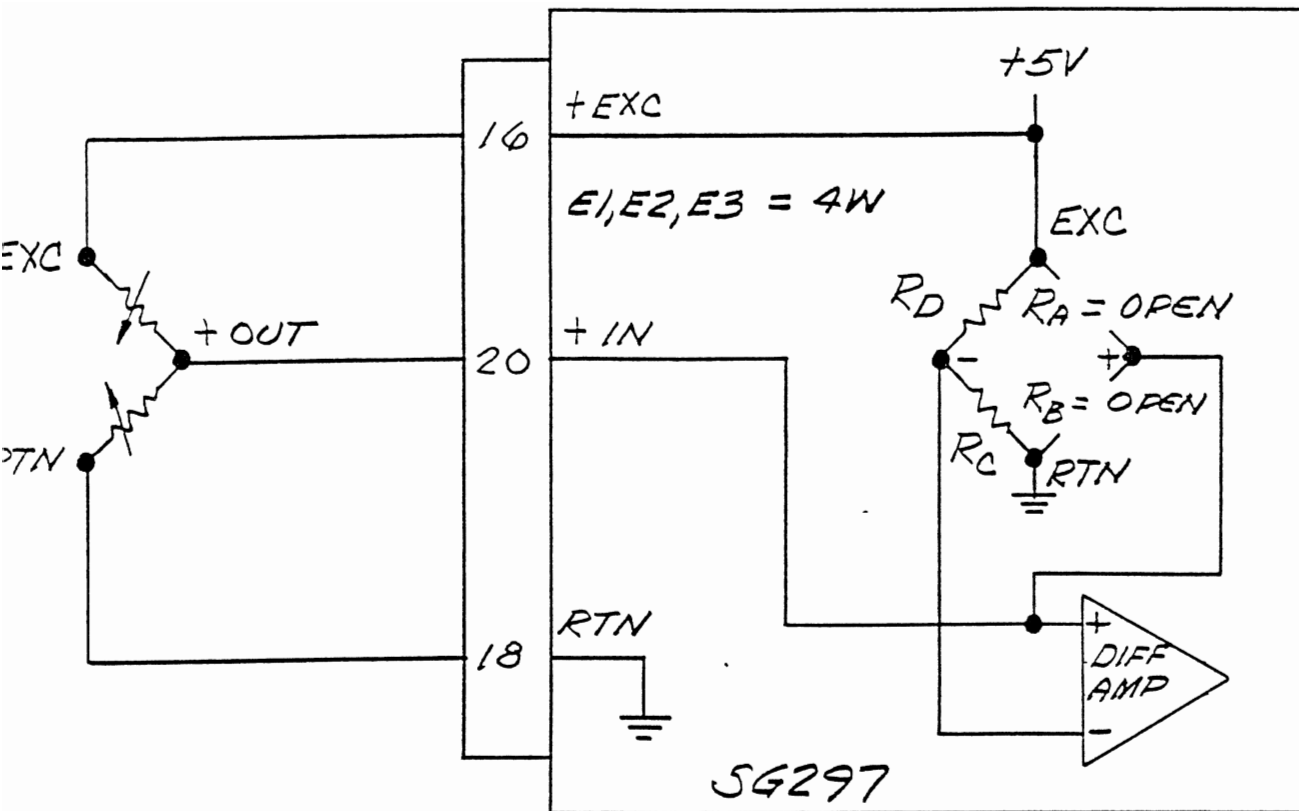 +5V
+EXC
16
E1,E2,E3 = 4W
EXC
EXC
RD
RA = OPEN
+ OUT
20
+ IN
-
+
RB = OPEN
RC
RTN
RTN
18
+
DIFF
AMP
-
SG297